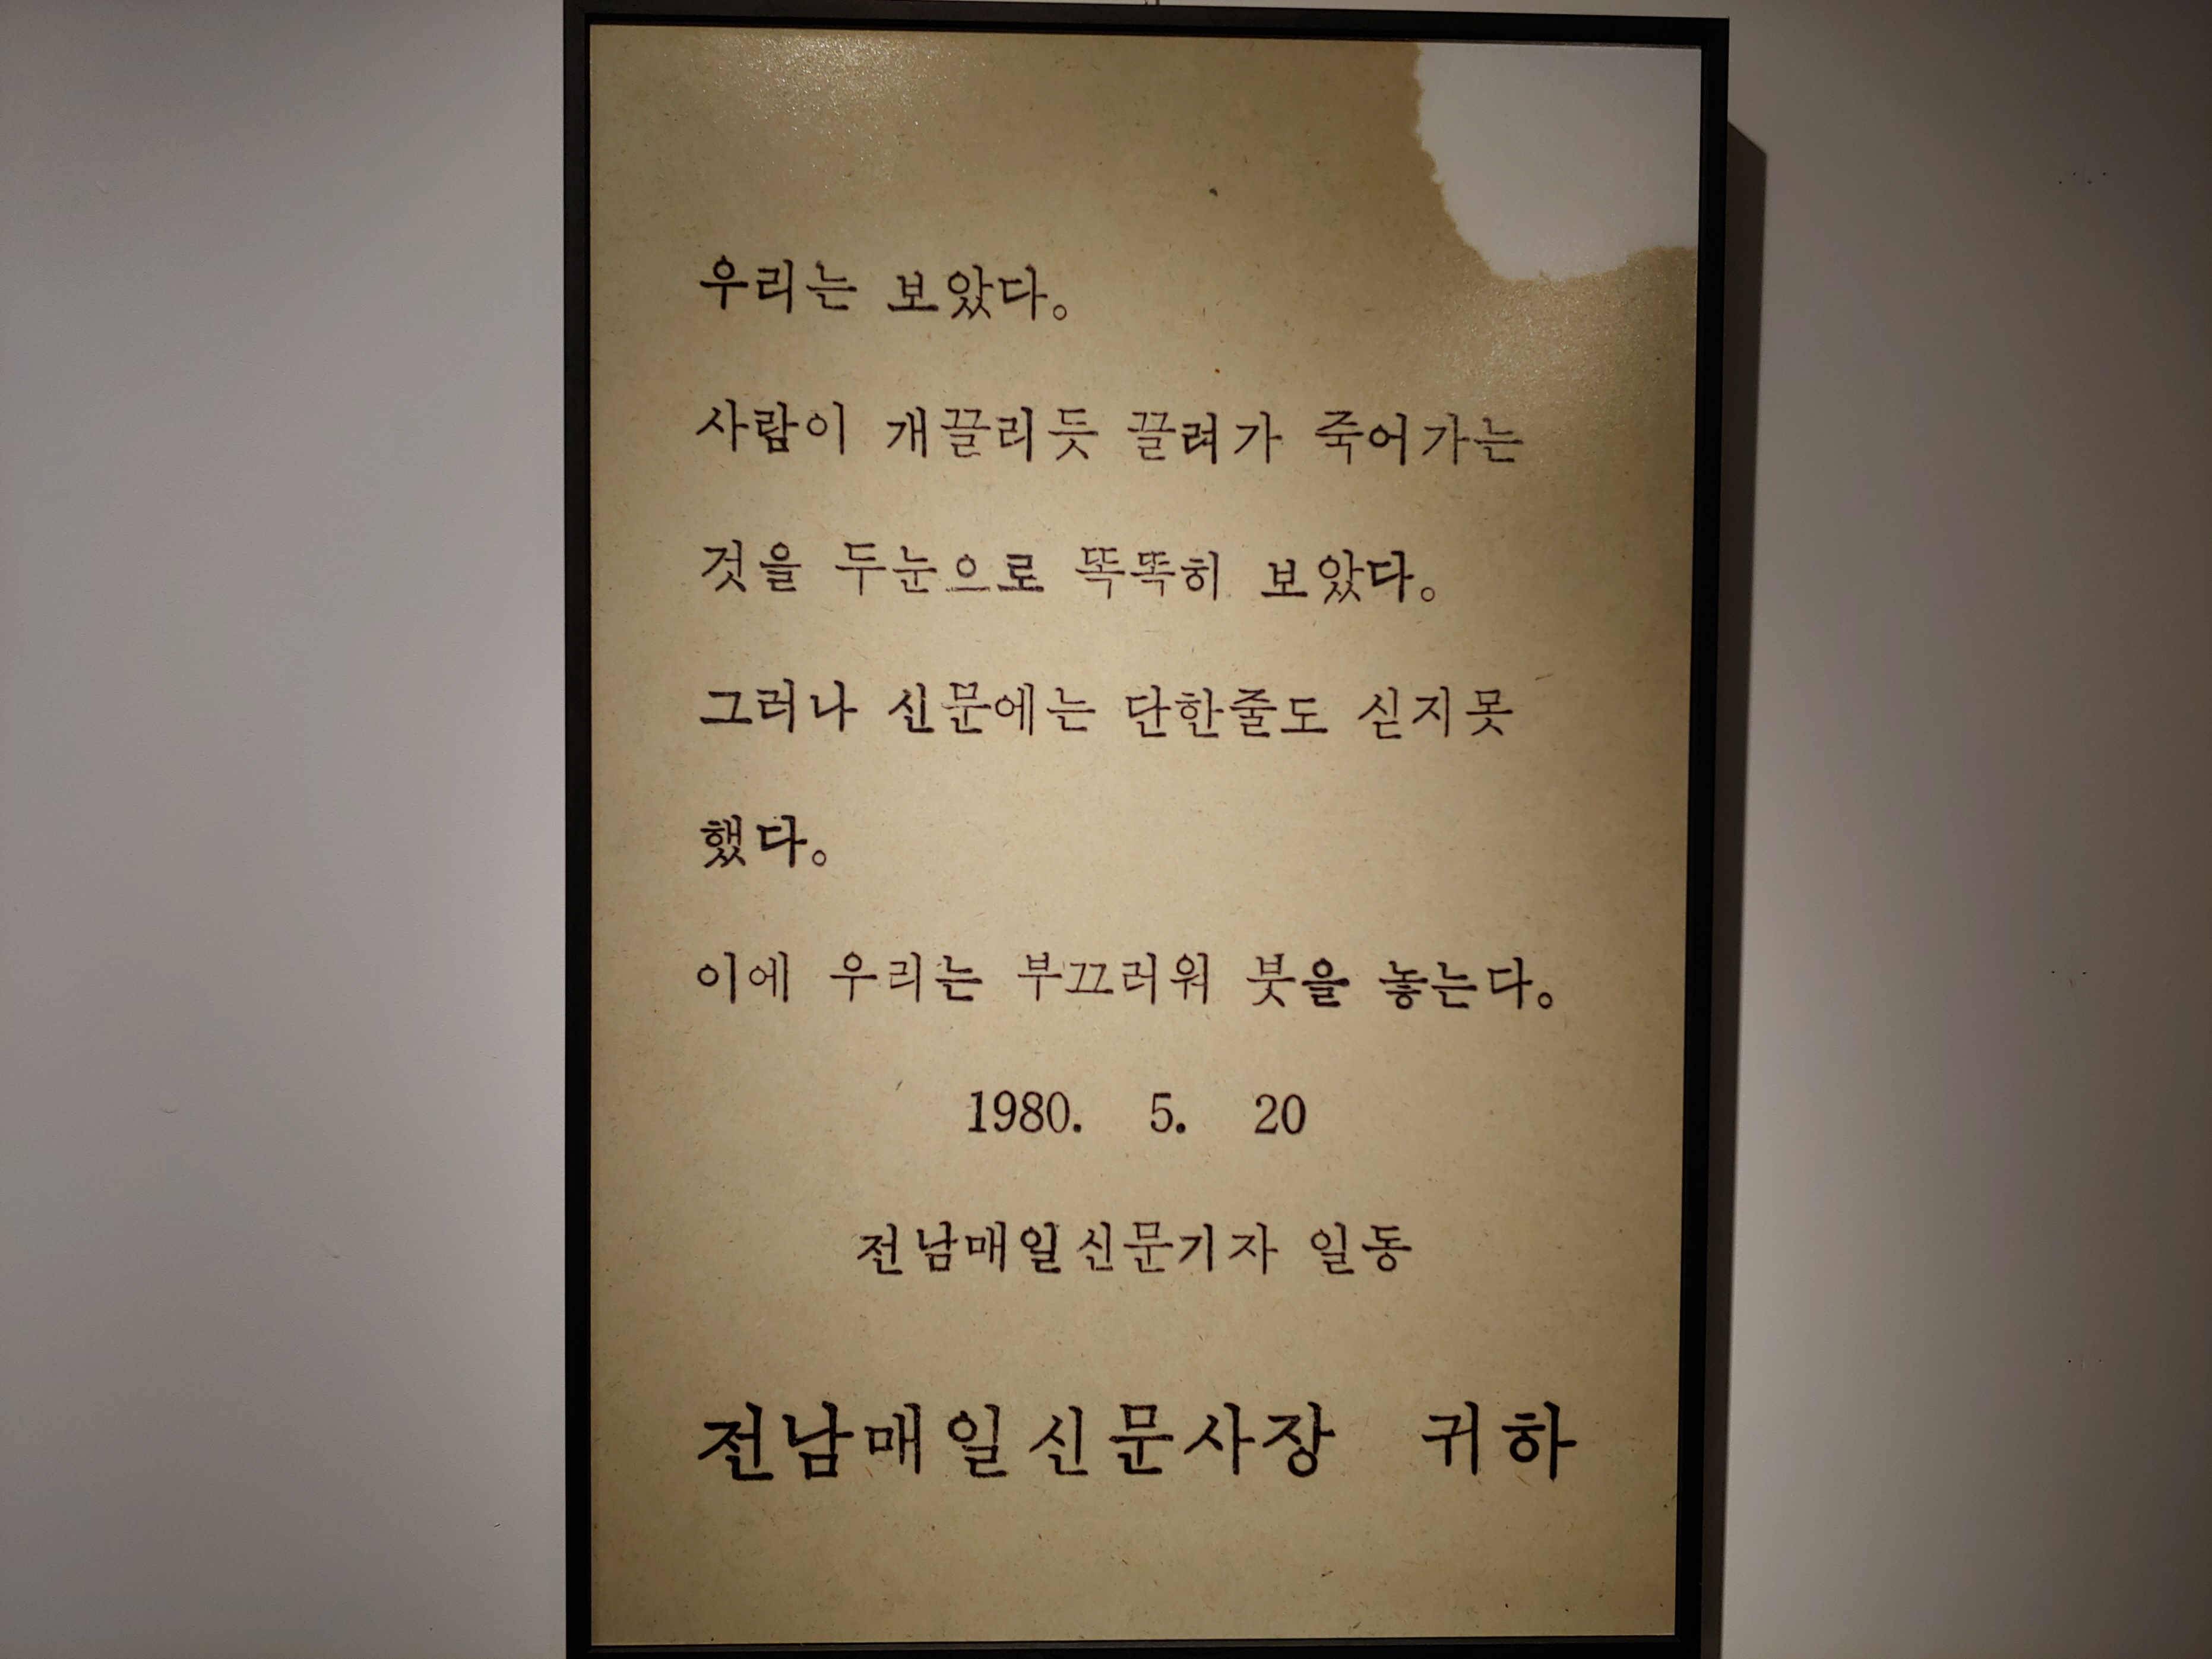 우리는 보았다。
사람이 개끌리듯 끌려가 죽어가는
것을 두눈으로 똑똑히 보았다。
그러나 신문에는 단한줄도 싣지못
했다。
이에 우리는 부끄러워 붓을 놓는다。
1980. 5. 20
전남매일신문기자 일동
전남매일신문사장 귀하